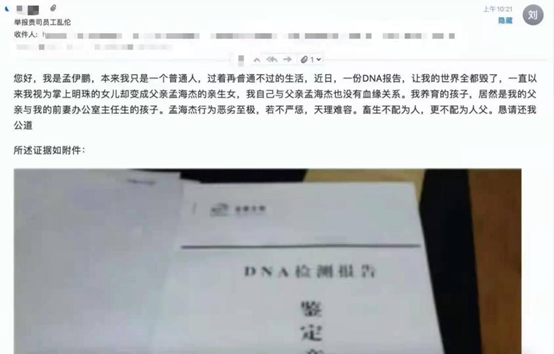 上午 10:21
刘
举报贵司员工乱伦
隐藏
收件人：
1
您好，我是孟伊鹏，本来我只是一个普通人，过着再普通不过的生活，近日，一份DNA报告，让我的世界全都毁了，一直以
来我视为掌上明珠的女儿却变成父亲孟海杰的亲生女，我自己与父亲孟海杰也没有血缘关系。我养育的孩子，居然是我的父
亲与我的前妻办公室主任生的孩子。孟海杰行为恶劣至极，若不严惩，天理难容。畜生不配为人，更不配为人父。恳请还我
公道
所述证据如附件：
DNA检测报告
鉴
定